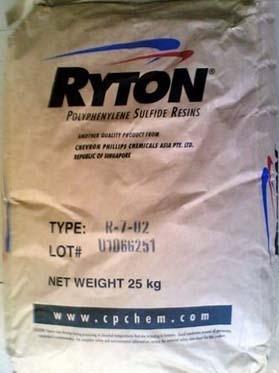 RYTON®
POLYPHENYLENE SULFIDE RESINS
ANOTHER QUALITY PRODUCT FROM
CHEVRON PHILLIPS CHEMICALS ASIA PTE. LTD.
REPUBLIC OF SINGAPORE
TYPE: R-7-02
LOT# UTD66251
NET WEIGHT 25 kg
www.cpchem.com